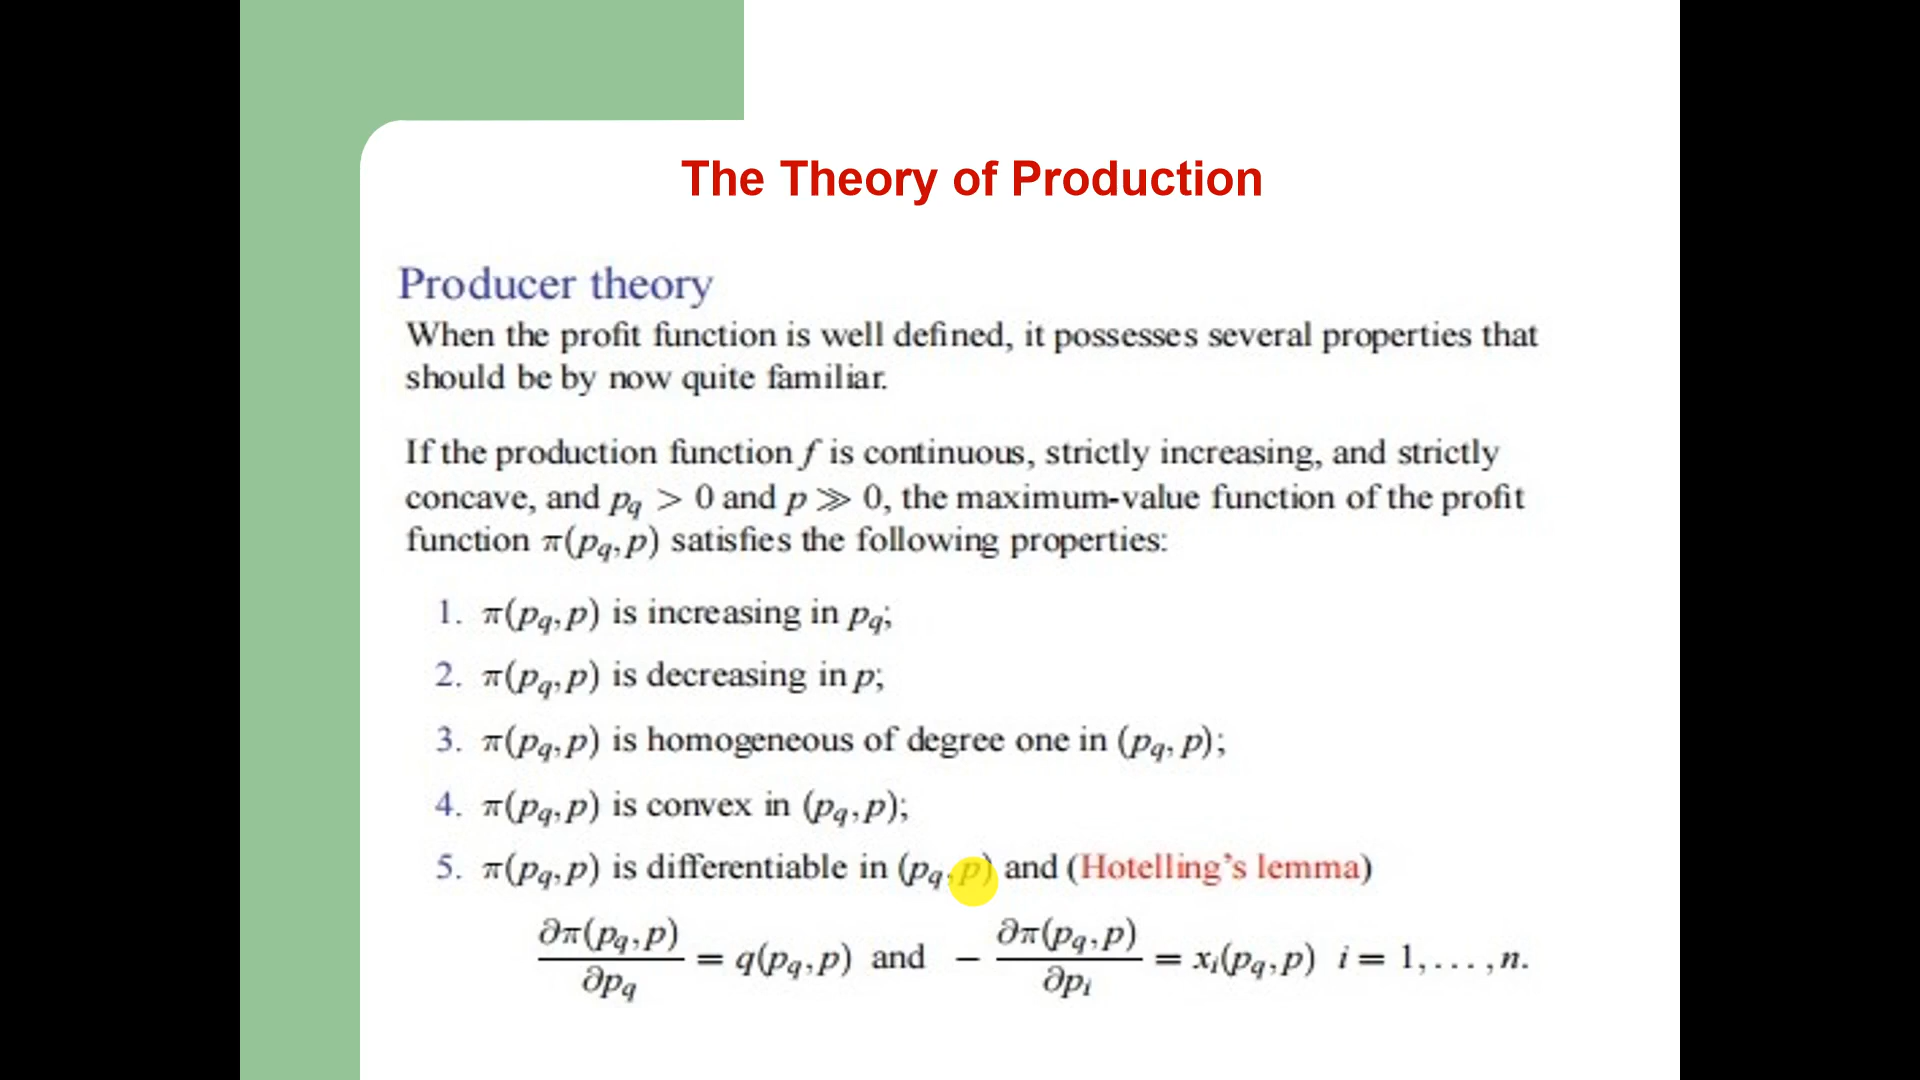 The Theory of Production
Producer theory
When the profit function is well defined, it possesses several properties that
should be by now quite familiar.
If the production function f is continuous, strictly increasing, and strictly
concave, and p_q > 0 and p ≫ 0, the maximum-value function of the profit
function π(p_q, p) satisfies the following properties:
1. π(p_q, p) is increasing in p_q;
2. π(p_q, p) is decreasing in p;
3. π(p_q, p) is homogeneous of degree one in (p_q, p);
4. π(p_q, p) is convex in (p_q, p);
5. π(p_q, p) is differentiable in (p_q, p) and (Hotelling's lemma)
∂π(p_q, p)/∂p_q = q(p_q, p) and − ∂π(p_q, p)/∂p_i = x_i(p_q, p) i = 1, . . . , n.